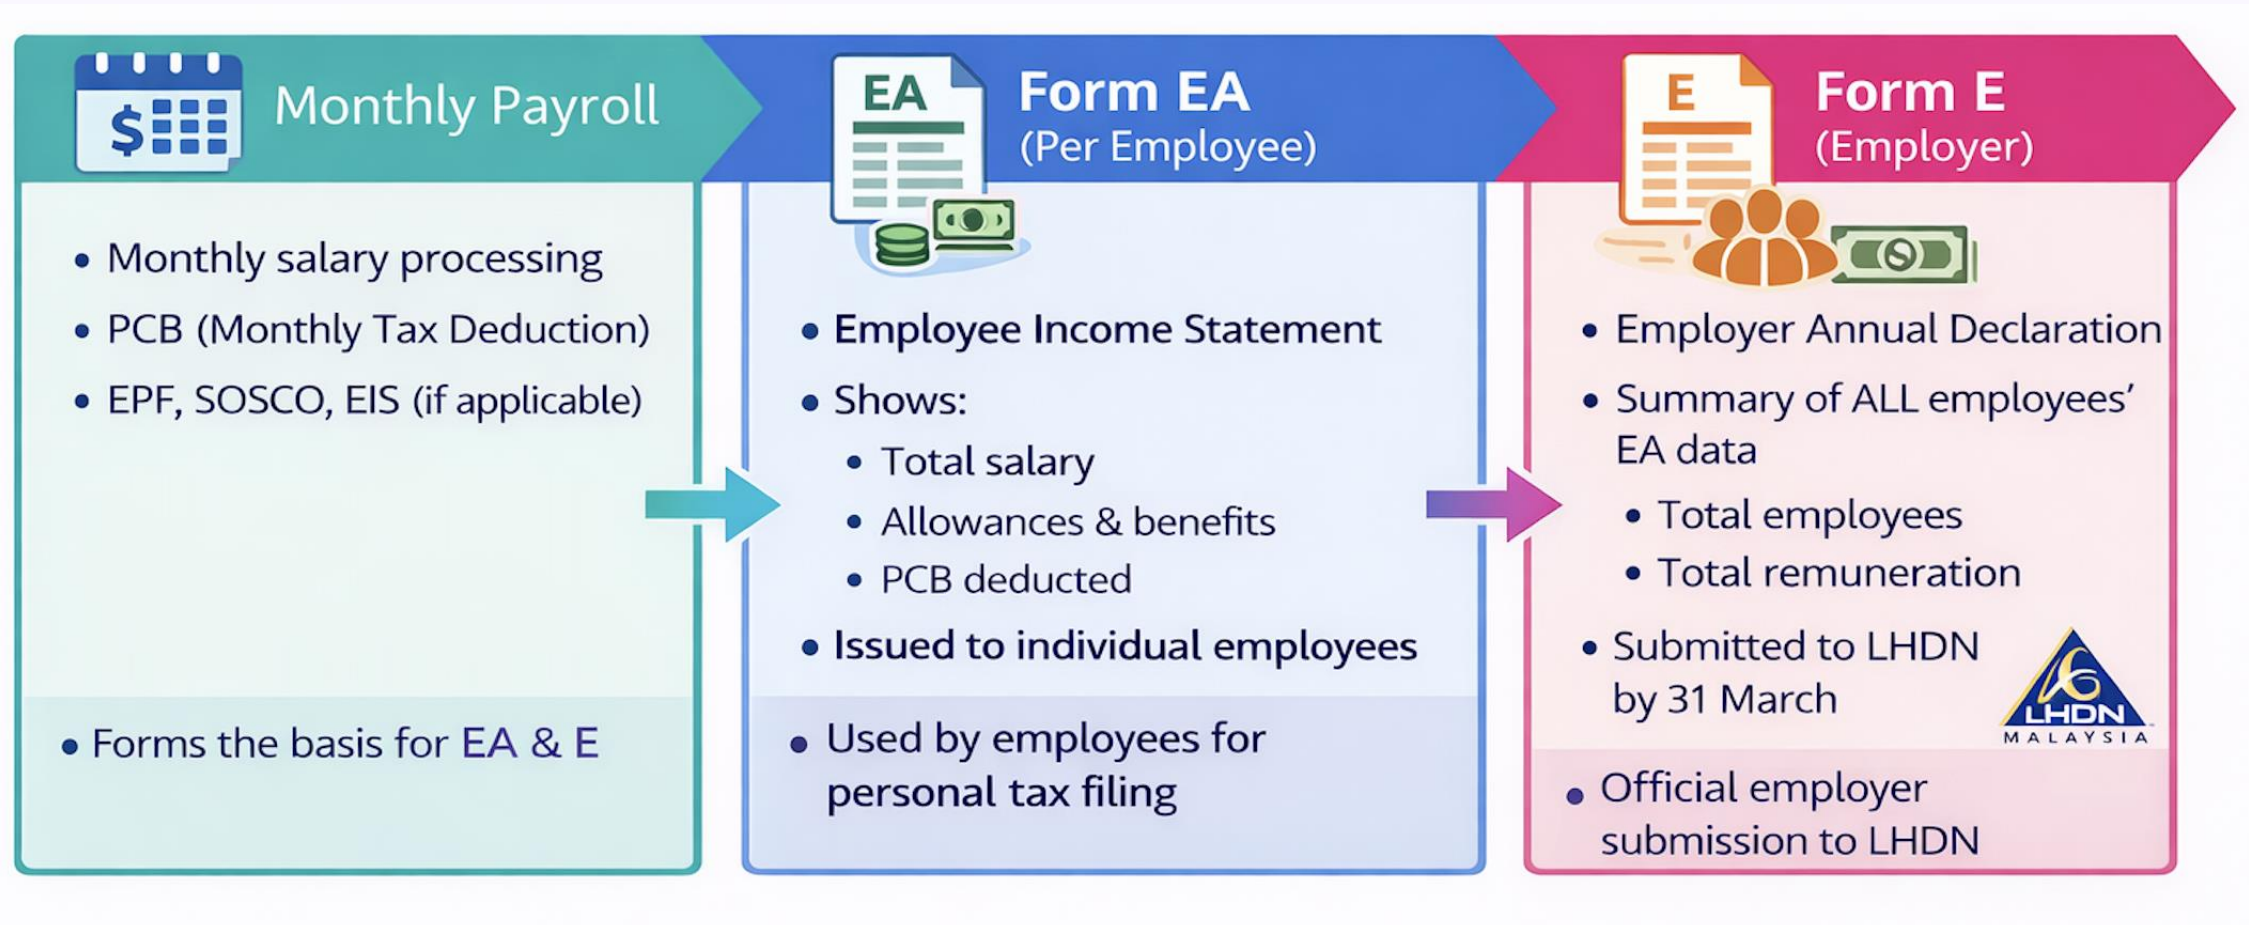 $
Monthly Payroll
• Monthly salary processing
• PCB (Monthly Tax Deduction)
• EPF, SOSCO, EIS (if applicable)
• Forms the basis for EA & E
EA
Form EA
(Per Employee)
• Employee Income Statement
• Shows:
• Total salary
• Allowances & benefits
• PCB deducted
• Issued to individual employees
• Used by employees for
personal tax filing
E
Form E
(Employer)
S
• Employer Annual Declaration
• Summary of ALL employees’
EA data
• Total employees
• Total remuneration
• Submitted to LHDN
by 31 March
LHDN
MALAYSIA
• Official employer
submission to LHDN